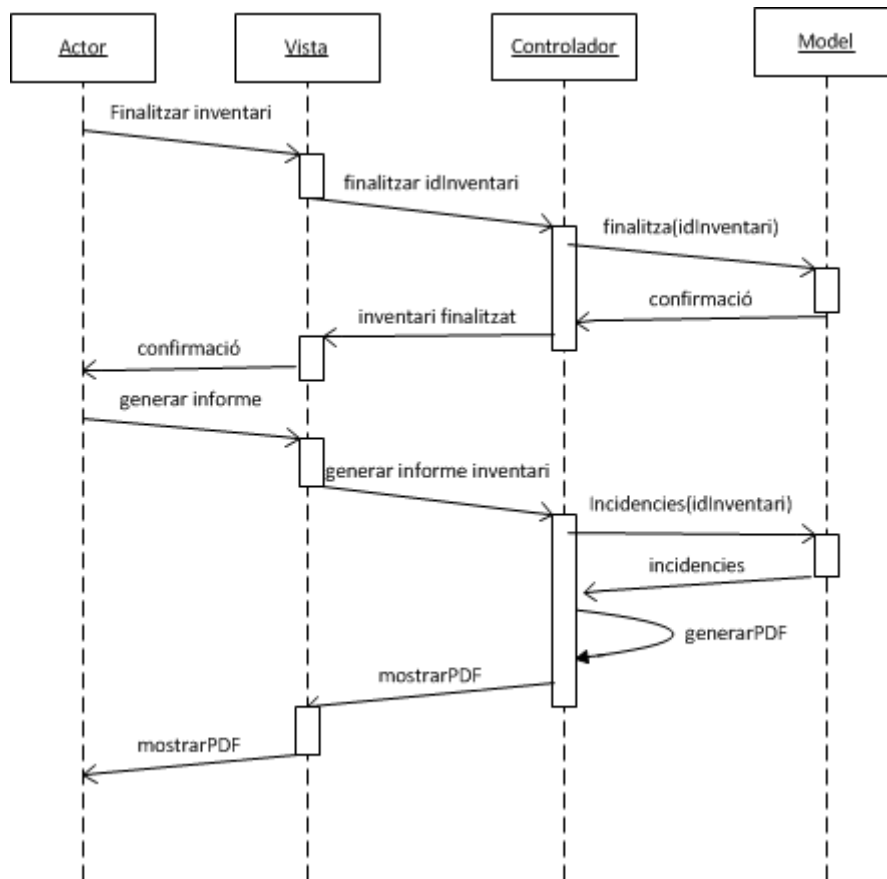 Actor
Vista
Controlador
Model
Finalitzar inventari
finalitzar idInventari
finalitza(idInventari)
confirmació
inventari finalitzat
confirmació
generar informe
generar informe inventari
Incidencies(idInventari)
incidencies
generarPDF
mostrarPDF
mostrarPDF